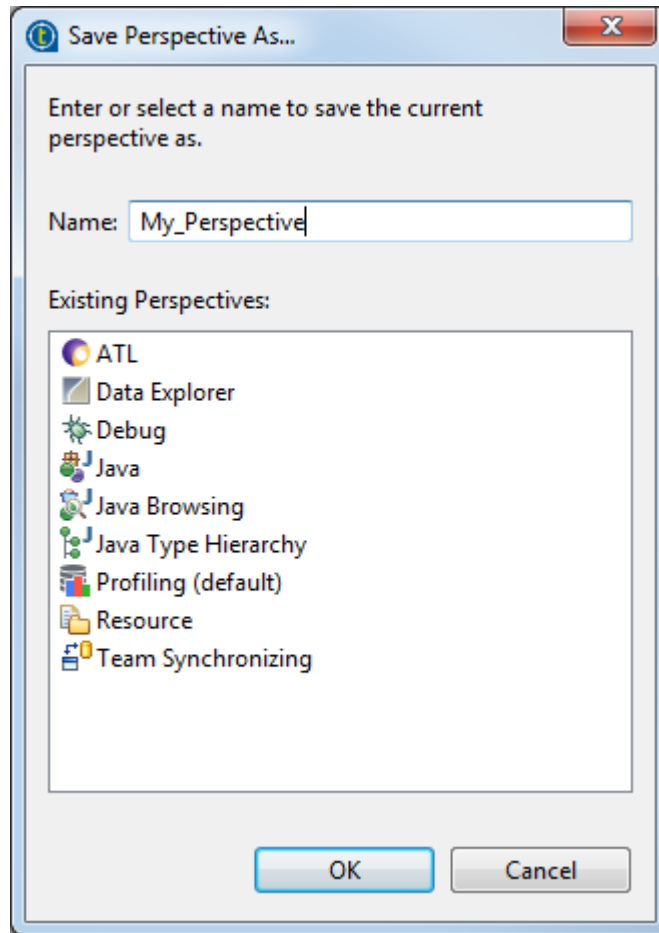 Save Perspective As...
Enter or select a name to save the current
perspective as.
Name: My_Perspective
Existing Perspectives:
ATL
Data Explorer
Debug
Java
Java Browsing
Java Type Hierarchy
Profiling (default)
Resource
Team Synchronizing
OK Cancel